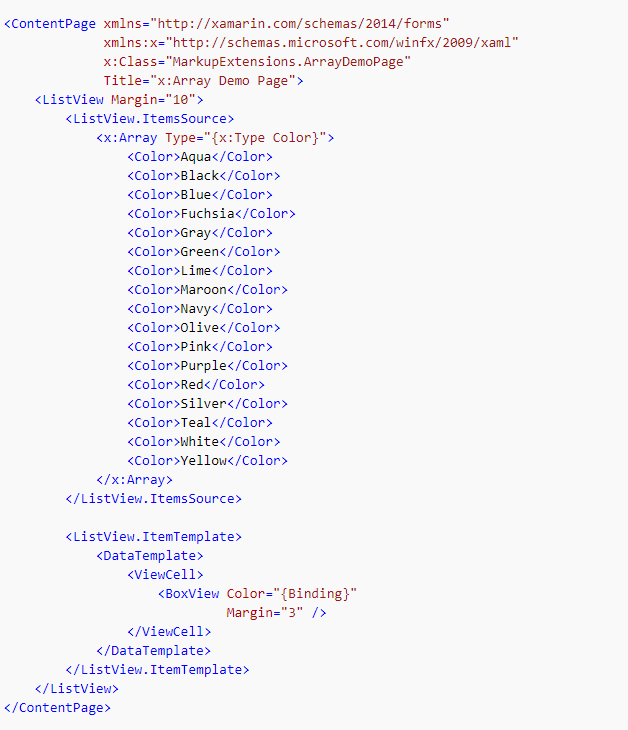 <ContentPage xmlns="http://xamarin.com/schemas/2014/forms"
             xmlns:x="http://schemas.microsoft.com/winfx/2009/xaml"
             x:Class="MarkupExtensions.ArrayDemoPage"
             Title="x:Array Demo Page">
    <ListView Margin="10">
        <ListView.ItemsSource>
            <x:Array Type="{x:Type Color}">
                <Color>Aqua</Color>
                <Color>Black</Color>
                <Color>Blue</Color>
                <Color>Fuchsia</Color>
                <Color>Gray</Color>
                <Color>Green</Color>
                <Color>Lime</Color>
                <Color>Maroon</Color>
                <Color>Navy</Color>
                <Color>Olive</Color>
                <Color>Pink</Color>
                <Color>Purple</Color>
                <Color>Red</Color>
                <Color>Silver</Color>
                <Color>Teal</Color>
                <Color>White</Color>
                <Color>Yellow</Color>
            </x:Array>
        </ListView.ItemsSource>

        <ListView.ItemTemplate>
            <DataTemplate>
                <ViewCell>
                    <BoxView Color="{Binding}"
                             Margin="3" />
                </ViewCell>
            </DataTemplate>
        </ListView.ItemTemplate>
    </ListView>
</ContentPage>